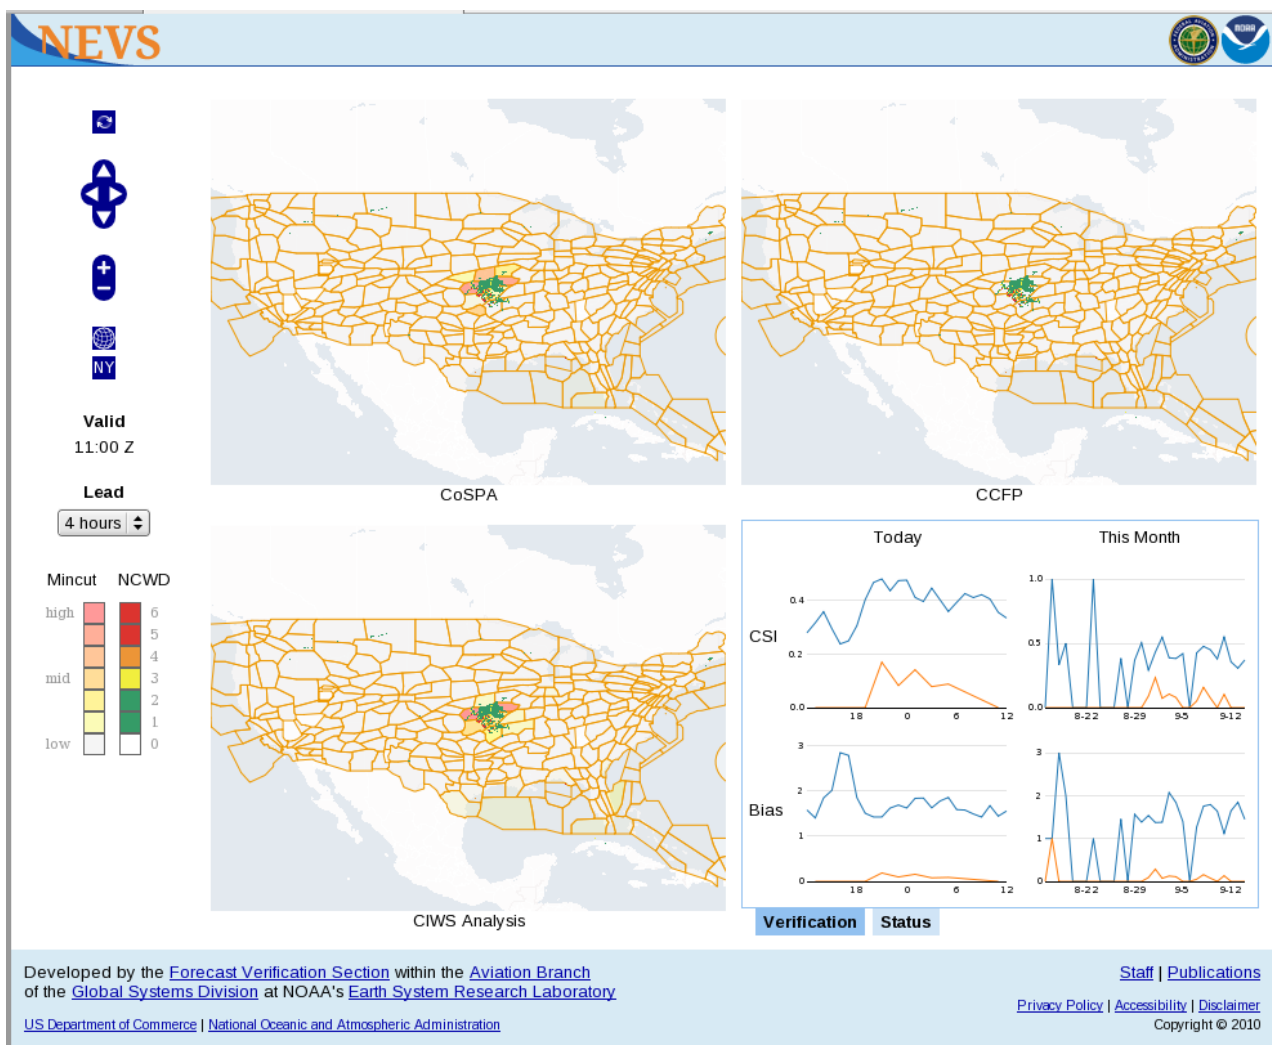 NEVS
NOAA
NY
Valid
11:00 Z
Lead
4 hours
Mincut NCWD
high 6
5
4
mid 3
2
1
low 0
CoSPA
CCFP
CIWS Analysis
Today This Month
CSI
0.4
0.2
0.0
18 0 6 12
1.0
0.5
0.0
8-22 8-29 9-5 9-12
Bias
3
2
1
0
18 0 6 12
3
2
1
0
8-22 8-29 9-5 9-12
Verification Status
Developed by the Forecast Verification Section within the Aviation Branch
of the Global Systems Division at NOAA's Earth System Research Laboratory
US Department of Commerce | National Oceanic and Atmospheric Administration
Staff | Publications
Privacy Policy | Accessibility | Disclaimer
Copyright © 2010